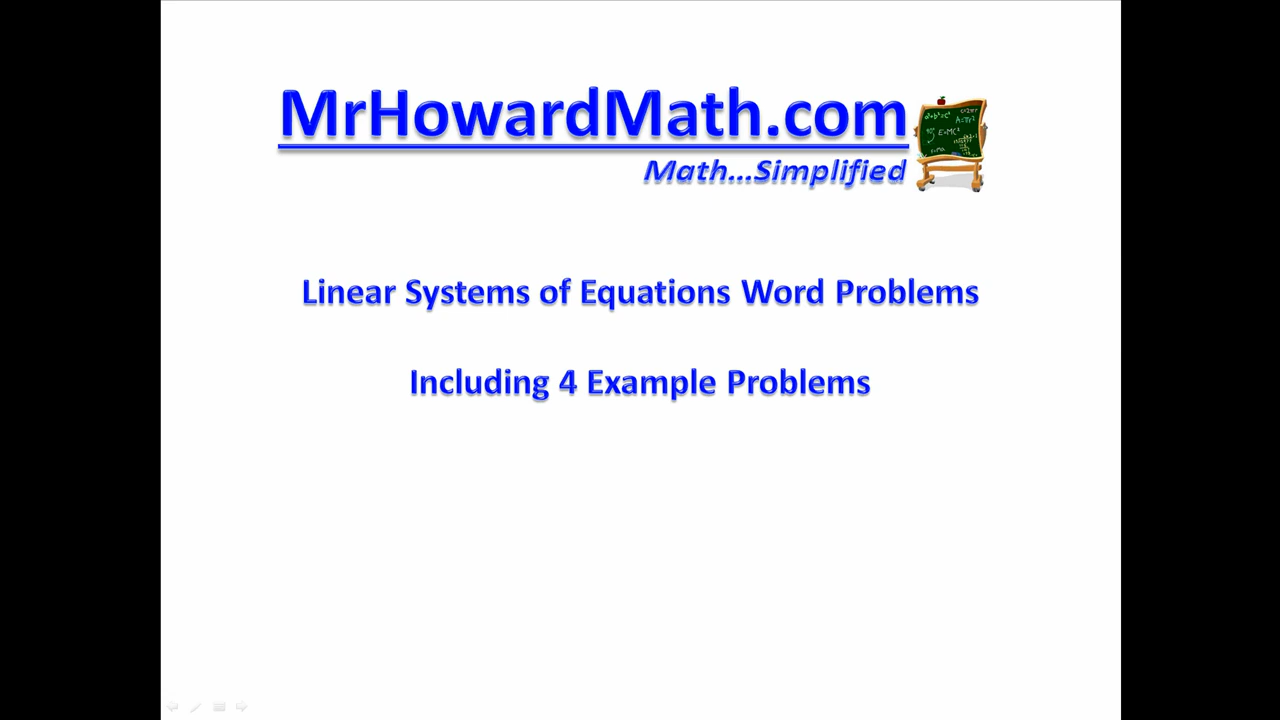 MrHowardMath.com
Math...Simplified
Linear Systems of Equations Word Problems
Including 4 Example Problems